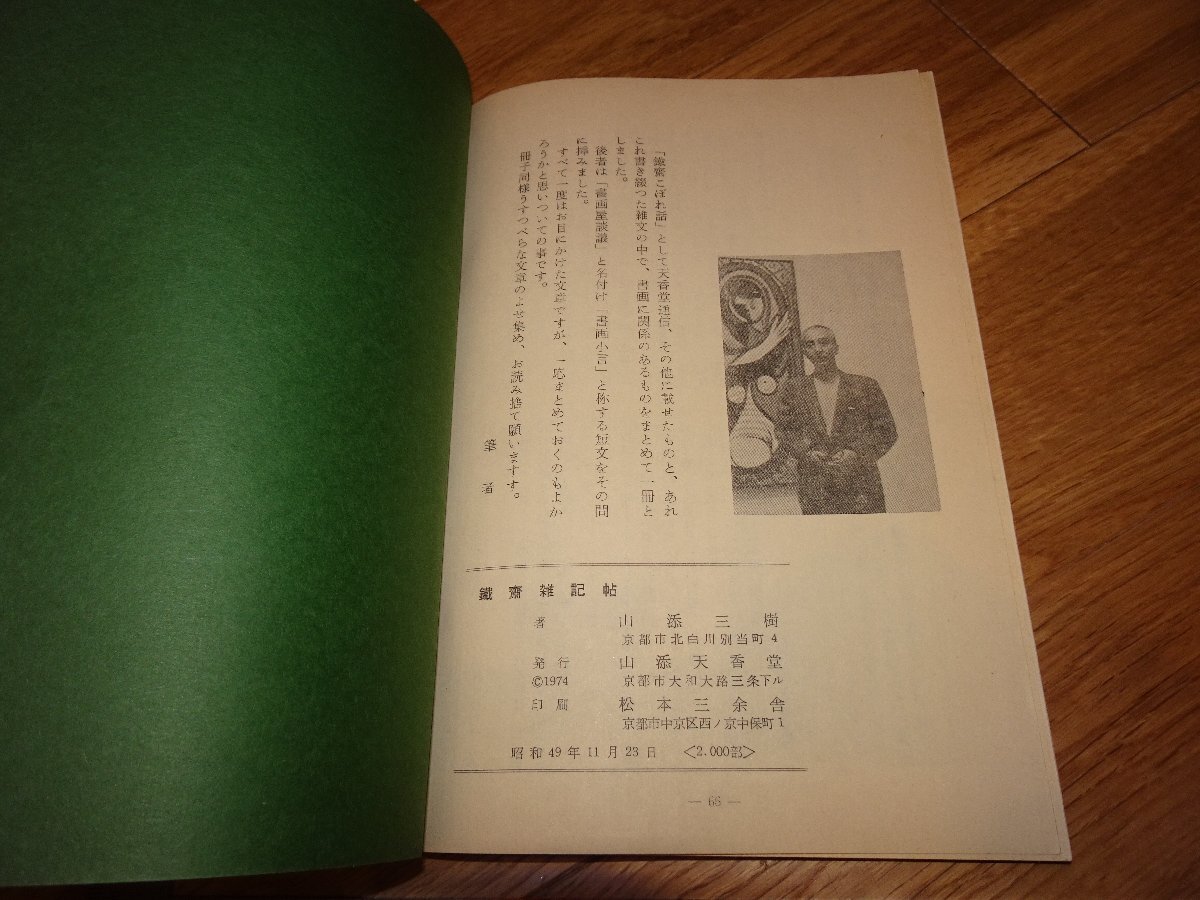 「鐵齋こぼれ話」として天香堂通信、その他に載せたものと、あれ
これ書き綴つた雑文の中で、書画に関係のあるものをまとめて一冊と
しました。
後者は「書画屋談議」と名付け「書画小言」と称する短文をその間
に挿みました。
すべて一度はお目にかけた文章ですが、一応まとめておくのもよか
ろうかと思いついての事です。
冊子同様うすつぺらな文章のよせ集め、お読み捨て願いますす。
筆者
鐵齋雑記帖
著 山添三樹
京都市北白川別当町4
発行 山添天香堂
©1974 京都市大和大路三条下ル
印刷 松本三余舎
京都市中京区西ノ京中保町1
昭和49年11月23日 <2.000部>